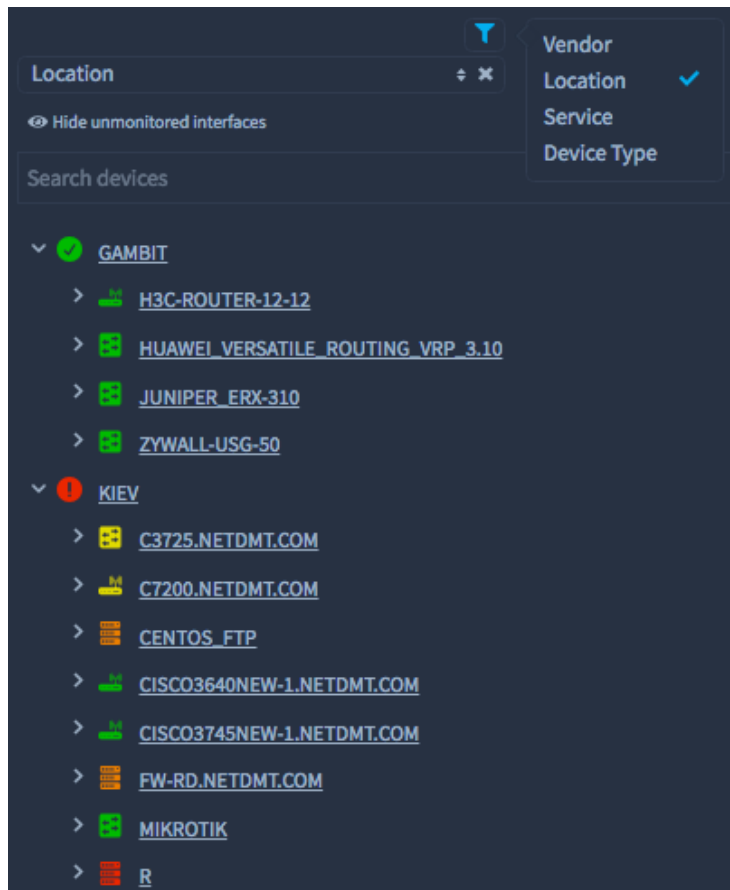 Vendor
Location
Location
Service
Hide unmonitored interfaces
Device Type
Search devices
GAMBIT
H3C-ROUTER-12-12
HUAWEI_VERSATILE_ROUTING_VRP_3.10
JUNIPER_ERX-310
ZYWALL-USG-50
KIEV
C3725.NETDMT.COM
C7200.NETDMT.COM
CENTOS_FTP
CISCO3640NEW-1.NETDMT.COM
CISCO3745NEW-1.NETDMT.COM
FW-RD.NETDMT.COM
MIKROTIK
R